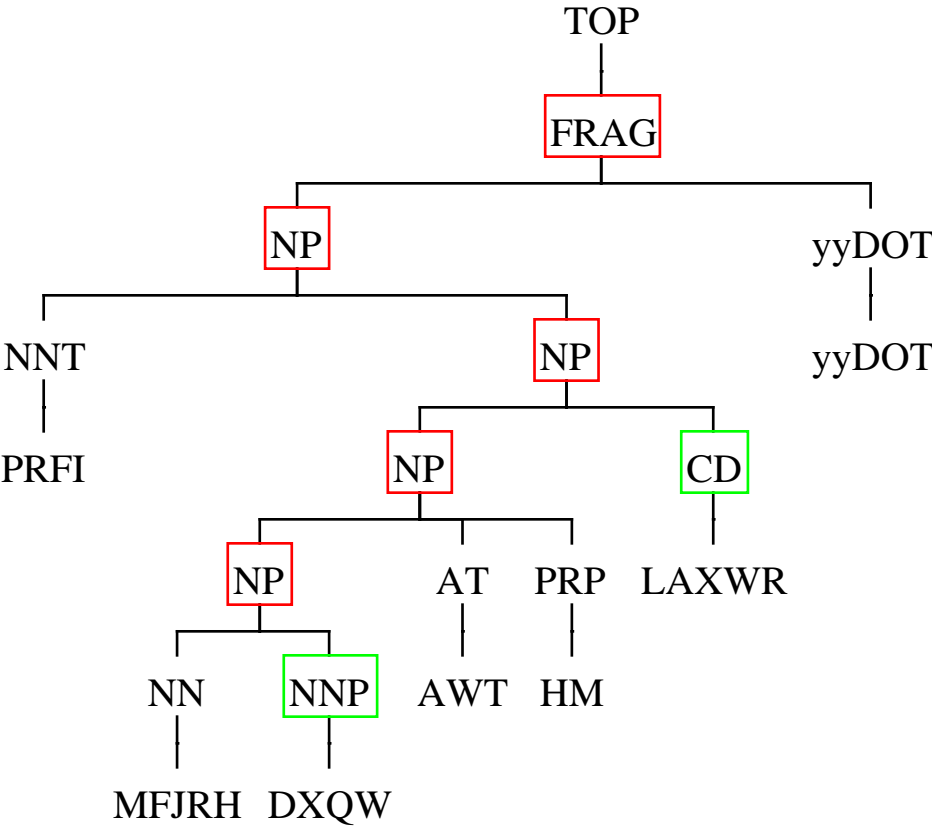 TOP
FRAG
NP yyDOT
NNT NP yyDOT
PRFI NP CD
NP AT PRP LAXWR
NN NNP AWT HM
MFJRH DXQW